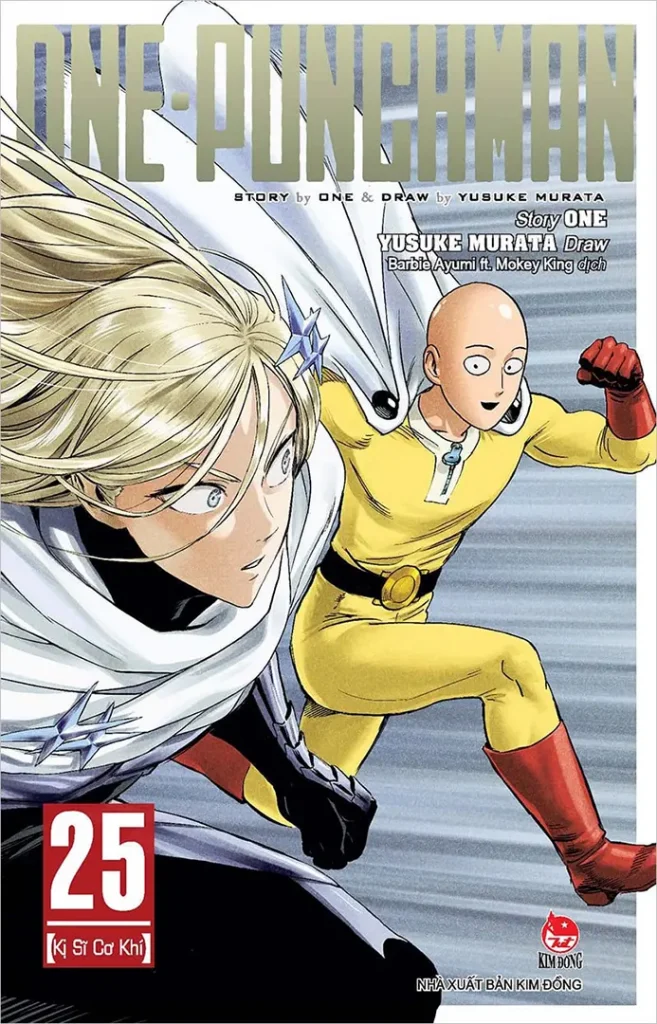 ONE-PUNCHMAN
STORY by ONE & DRAW by YUSUKE MURATA
Story ONE
YUSUKE MURATA Draw
Barbie Ayumi ft. Mokey King dịch
25
[Kị Sĩ Cơ Khí]
KIM ĐỒNG
NHÀ XUẤT BẢN KIM ĐỒNG